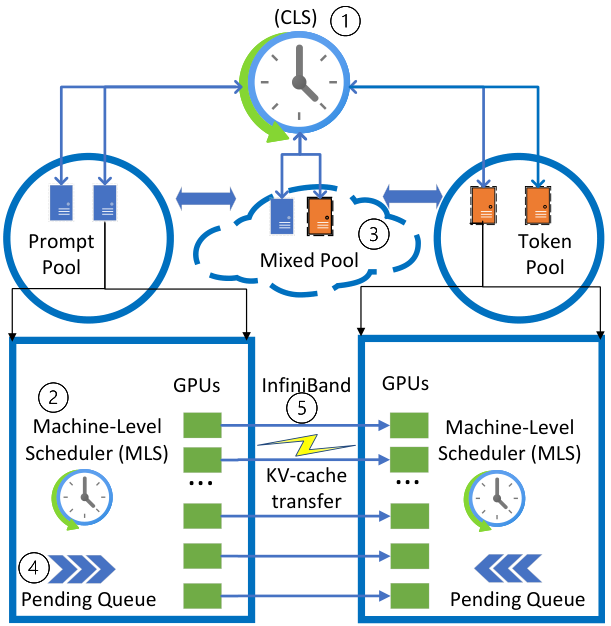 (CLS) 1
Prompt
Pool
3
Mixed Pool
Token
Pool
GPUs
InfiniBand
GPUs
2
5
Machine-Level
Scheduler (MLS)
Machine-Level
Scheduler (MLS)
...
KV-cache
transfer
...
4
Pending Queue
Pending Queue